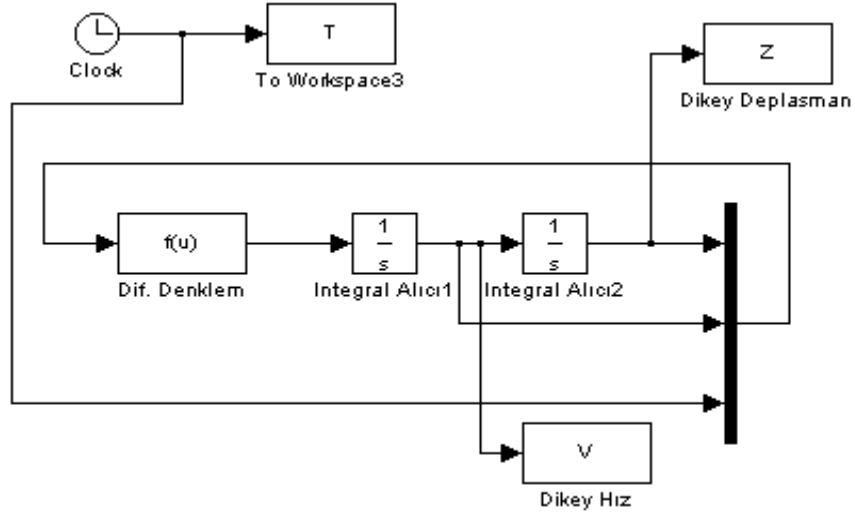 T
Clock
To Workspace3
Z
Dikey Deplasman
f(u)
1
s
1
s
Dif. Denklem
Integral Alıcı1
Integral Alıcı2
V
Dikey Hız